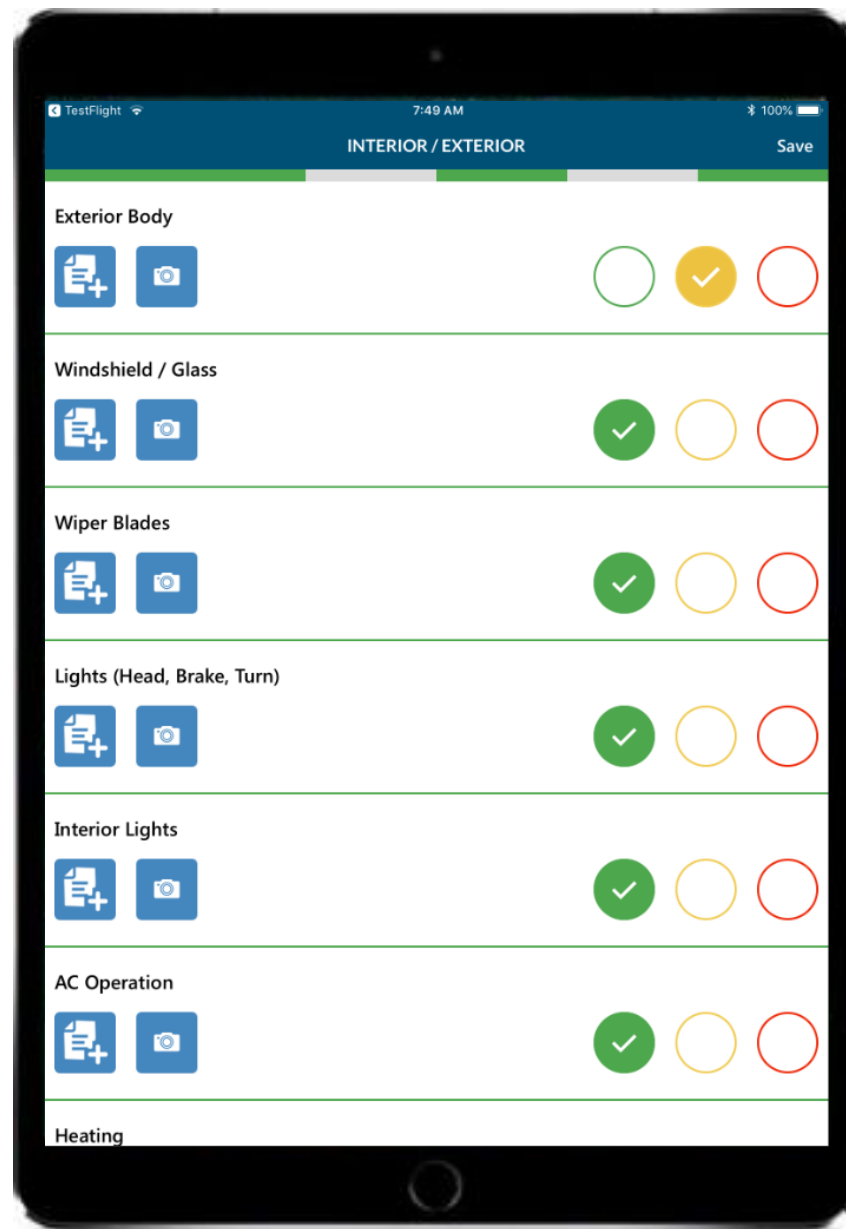 TestFlight 7:49 AM 100%
INTERIOR / EXTERIOR Save
Exterior Body
Windshield / Glass
Wiper Blades
Lights (Head, Brake, Turn)
Interior Lights
AC Operation
Heating